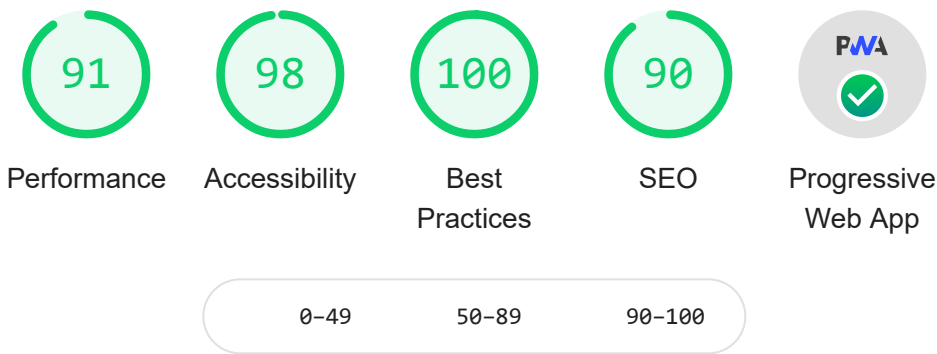 91 98 100 90 PWA
Performance Accessibility Best Practices SEO Progressive Web App
0–49 50–89 90–100